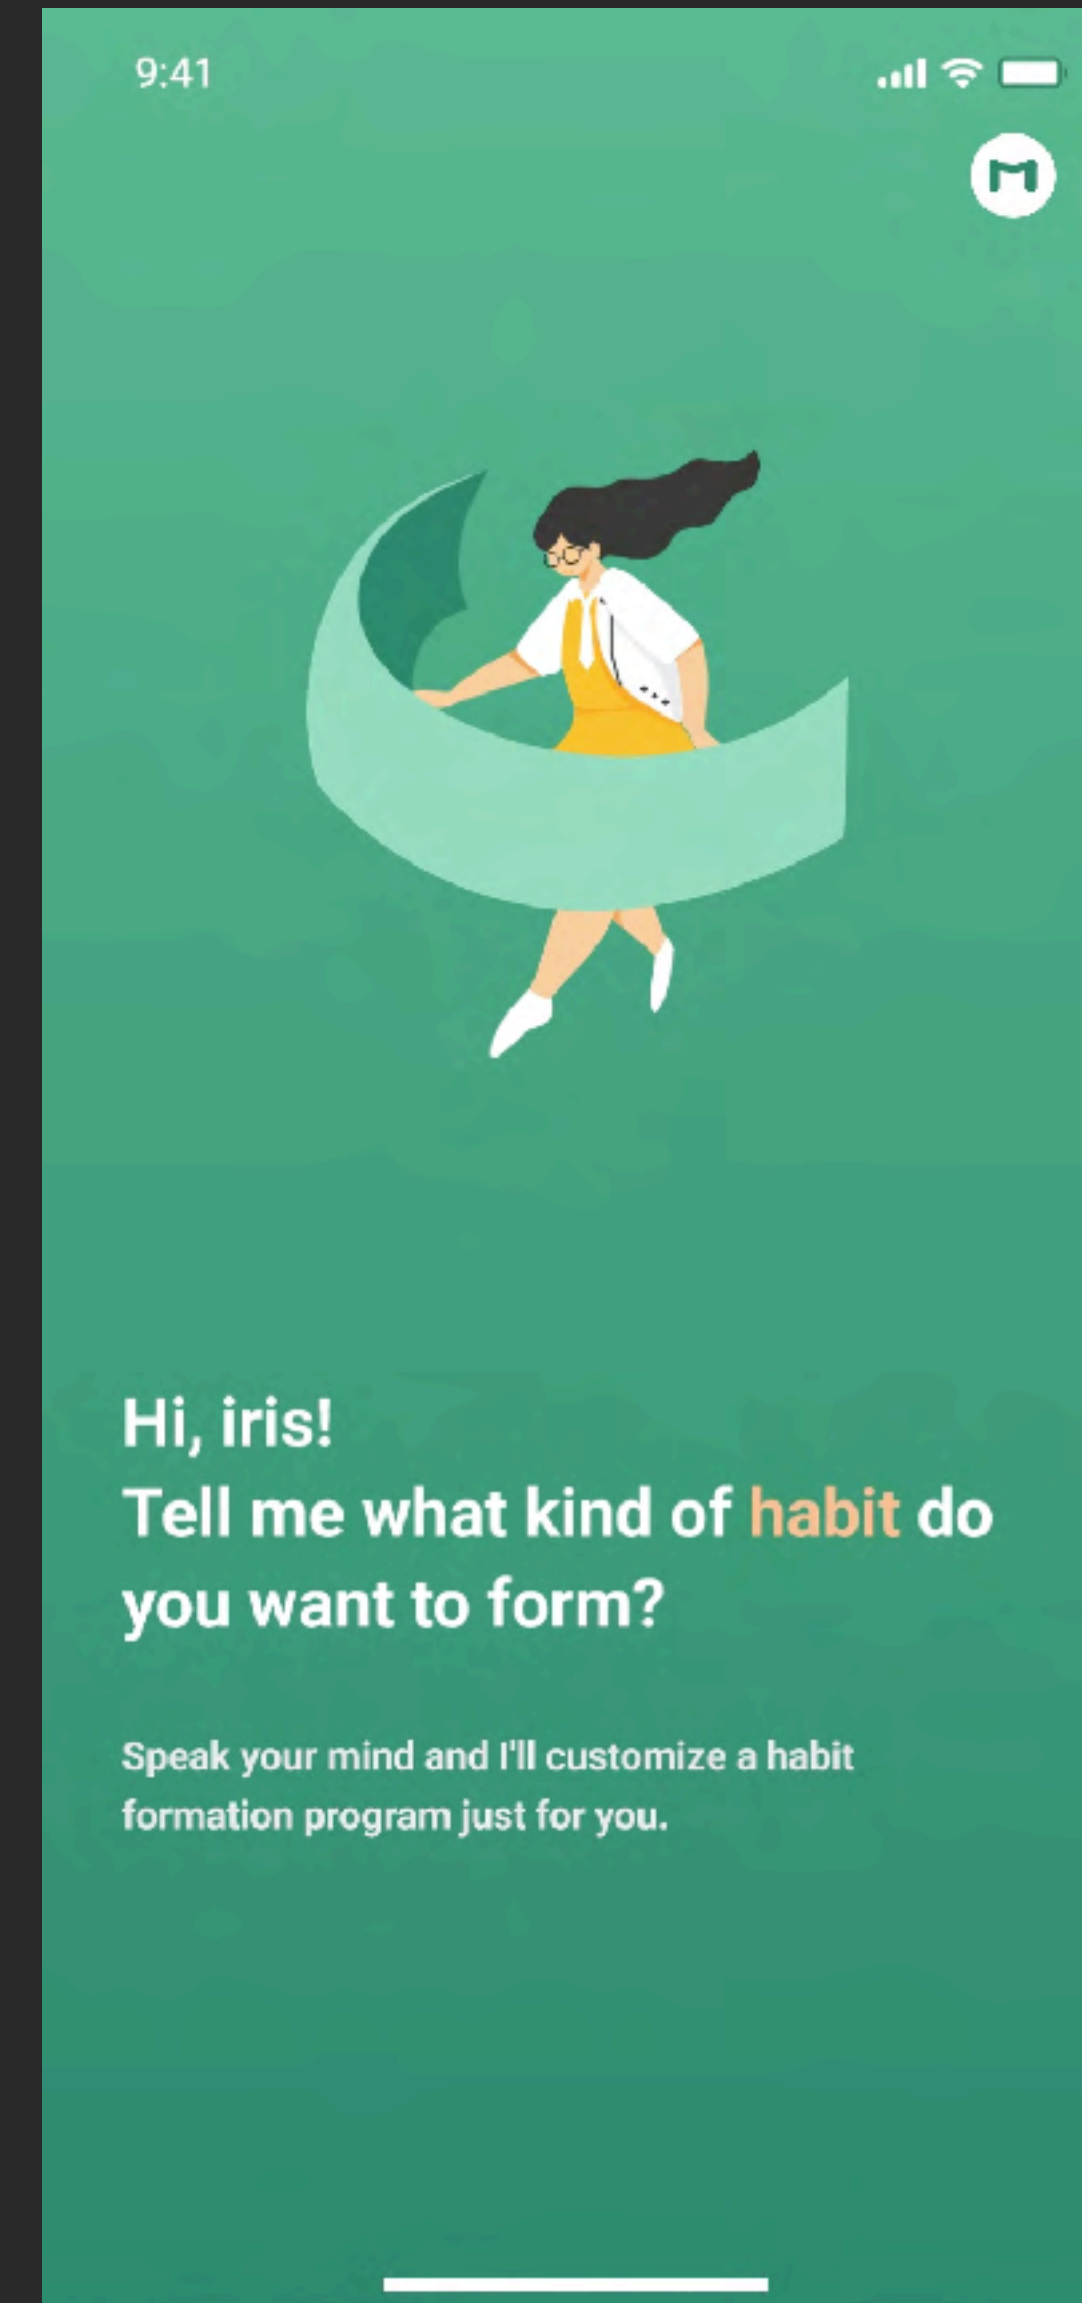 9:41
M
Hi, iris!
Tell me what kind of habit do
you want to form?
Speak your mind and I'll customize a habit
formation program just for you.